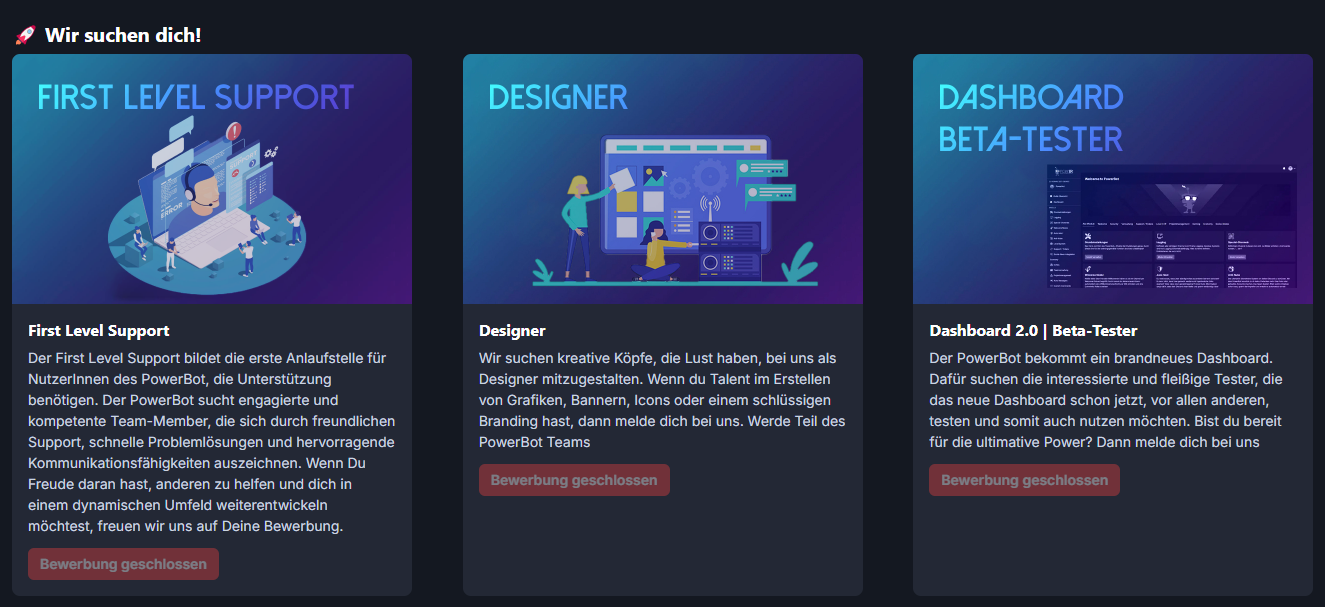 🚀 Wir suchen dich!
FIRST LEVEL SUPPORT
SUPPORT
ERROR
First Level Support
Der First Level Support bildet die erste Anlaufstelle für
NutzerInnen des PowerBot, die Unterstützung
benötigen. Der PowerBot sucht engagierte und
kompetente Team-Member, die sich durch freundlichen
Support, schnelle Problemlösungen und hervorragende
Kommunikationsfähigkeiten auszeichnen. Wenn Du
Freude daran hast, anderen zu helfen und dich in
einem dynamischen Umfeld weiterentwickeln
möchtest, freuen wir uns auf Deine Bewerbung.
Bewerbung geschlossen
DESIGNER
Designer
Wir suchen kreative Köpfe, die Lust haben, bei uns als
Designer mitzugestalten. Wenn du Talent im Erstellen
von Grafiken, Bannern, Icons oder einem schlüssigen
Branding hast, dann melde dich bei uns. Werde Teil des
PowerBot Teams
Bewerbung geschlossen
DASHBOARD
BETA-TESTER
Welcome to PowerBot
Dashboard 2.0 | Beta-Tester
Der PowerBot bekommt ein brandneues Dashboard.
Dafür suchen die interessierte und fleißige Tester, die
das neue Dashboard schon jetzt, vor allen anderen,
testen und somit auch nutzen möchten. Bist du bereit
für die ultimative Power? Dann melde dich bei uns
Bewerbung geschlossen